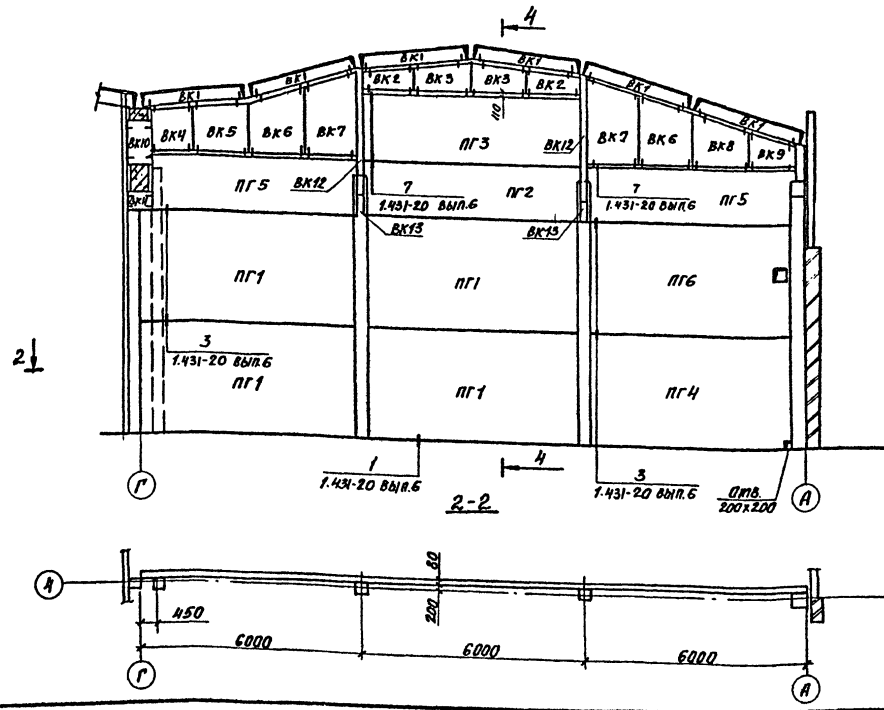 4
ВК1
ВК1
ВК1
ВК1
ВК1
ВК1
ВК2
ВК3
ВК3
ВК2
110
ВК10
ВК4
ВК5
ВК6
ВК7
ПГ3
ВК12
ВК7
ВК6
ВК8
ВК9
ПГ5
ВК12
7
1.431-20 ВЫП.6
ПГ2
7
1.431-20 ВЫП.6
ПГ5
ВК13
ВК13
ПГ1
ПГ1
ПГ6
2
3
1.431-20 ВЫП.6
ПГ1
ПГ1
ПГ4
1
1.431-20 ВЫП.6
4
3
1.431-20 ВЫП.6
Отв.
200х200
Г
А
2-2
4
80
200
450
6000
6000
6000
Г
А